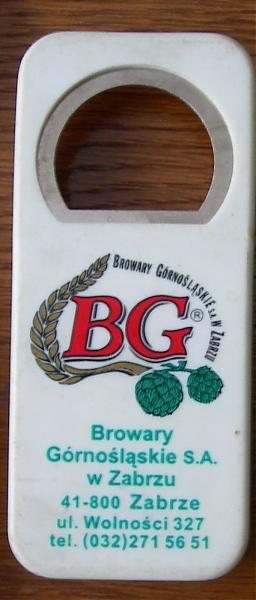 BROWARY GÓRNOŚLĄSKIE S.A. W ZABRZU
BG®
Browary
Górnośląskie S.A.
w Zabrzu
41-800 Zabrze
ul. Wolności 327
tel. (032)271 56 51